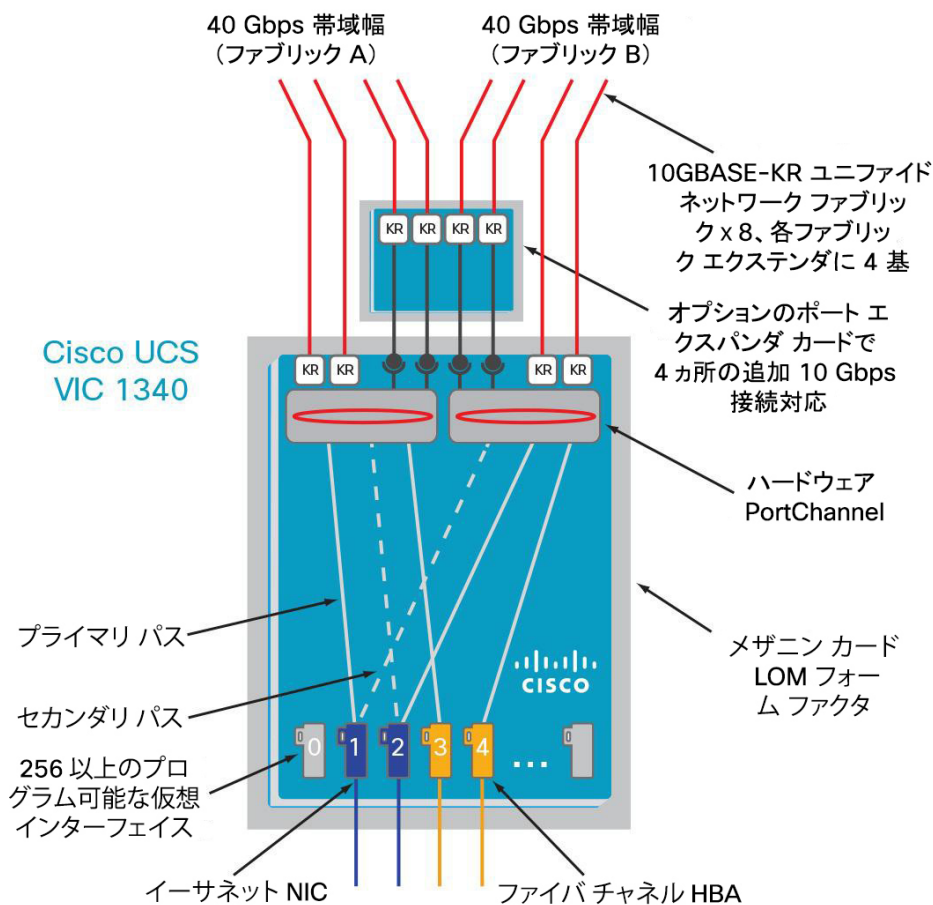 40 Gbps 帯域幅
(ファブリック A)
40 Gbps 帯域幅
(ファブリック B)
10GBASE-KR ユニファイド
ネットワーク ファブリッ
ク x 8、各ファブリッ
ク エクステンダに 4 基
KR
KR
KR
KR
オプションのポート エ
クスパンダ カードで
4 ヵ所の追加 10 Gbps
接続対応
Cisco UCS
VIC 1340
KR
KR
KR
KR
ハードウェア
PortChannel
プライマリ パス
メザニン カード
LOM フォー
ム ファクタ
CISCO
セカンダリ パス
0
1
2
3
4
...
256 以上のプロ
グラム可能な仮想
インターフェイス
イーサネット NIC
ファイバ チャネル HBA